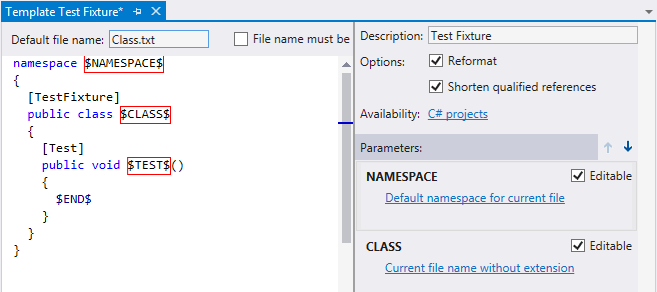 Template Test Fixture*
Default file name: Class.txt File name must be
namespace $NAMESPACE$
{
[TestFixture]
public class $CLASS$
{
[Test]
public void $TEST$()
{
$END$
}
}
}
Description: Test Fixture
Options: Reformat
Shorten qualified references
Availability: C# projects
Parameters:
NAMESPACE Editable
Default namespace for current file
CLASS Editable
Current file name without extension